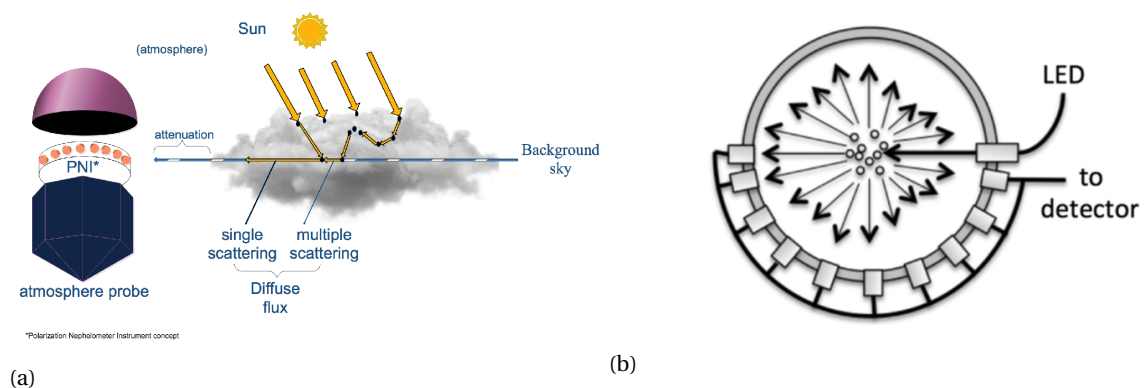 Sun
(atmosphere)
attenuation
PNI*
Background
sky
single
scattering
multiple
scattering
Diffuse
flux
atmosphere probe
*Polarization Nephelometer Instrument concept
(a)
LED
to
detector
(b)